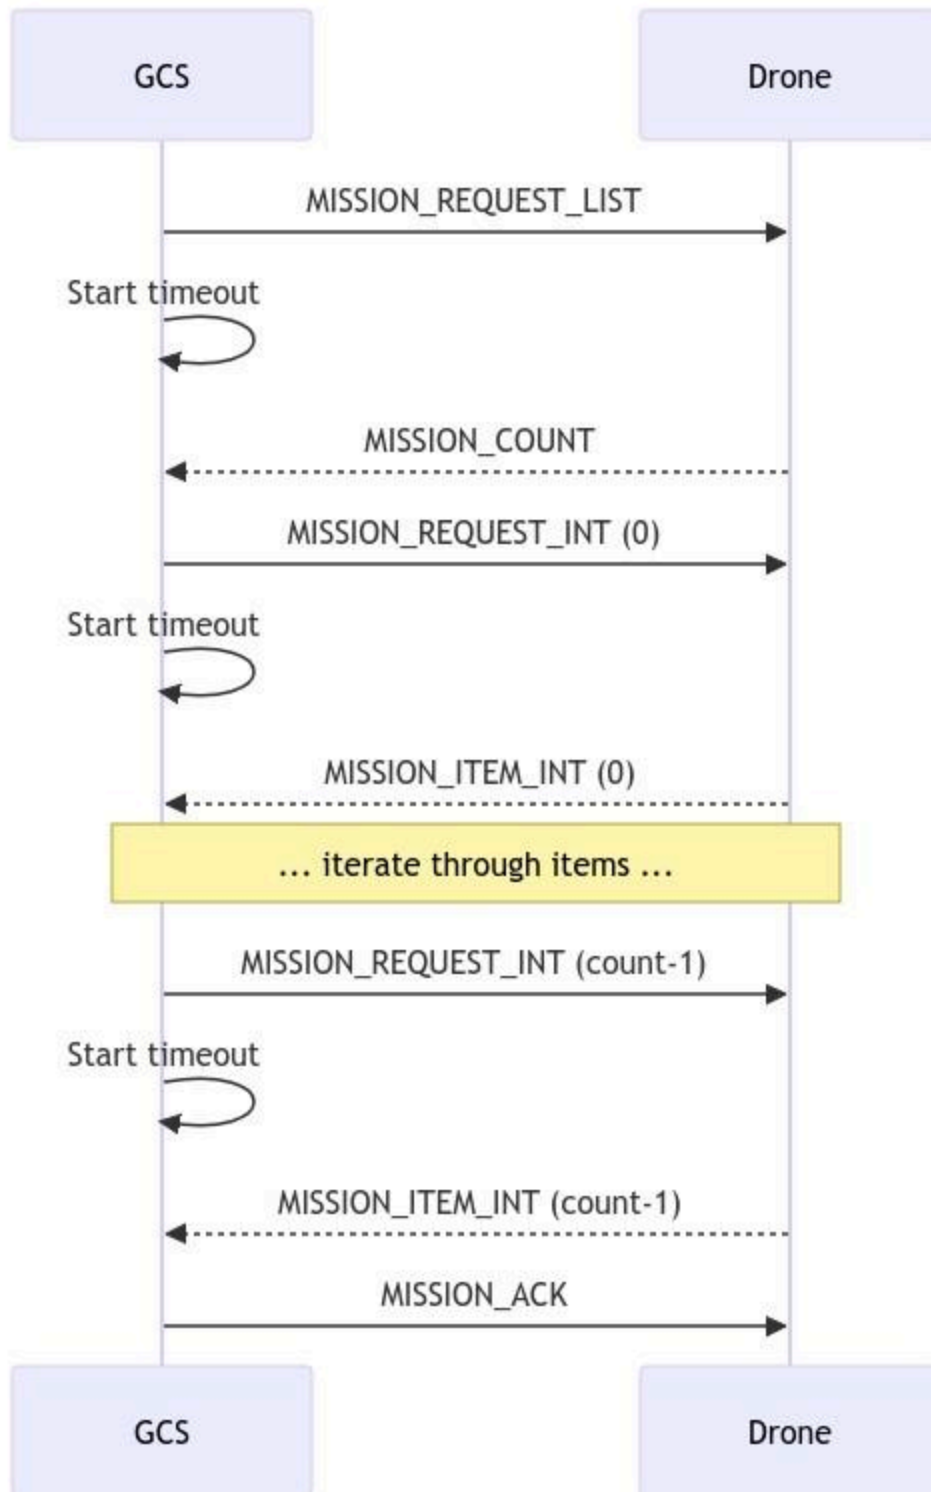 GCS
Drone
MISSION_REQUEST_LIST
Start timeout
MISSION_COUNT
MISSION_REQUEST_INT (0)
Start timeout
MISSION_ITEM_INT (0)
... iterate through items ...
MISSION_REQUEST_INT (count-1)
Start timeout
MISSION_ITEM_INT (count-1)
MISSION_ACK
GCS
Drone